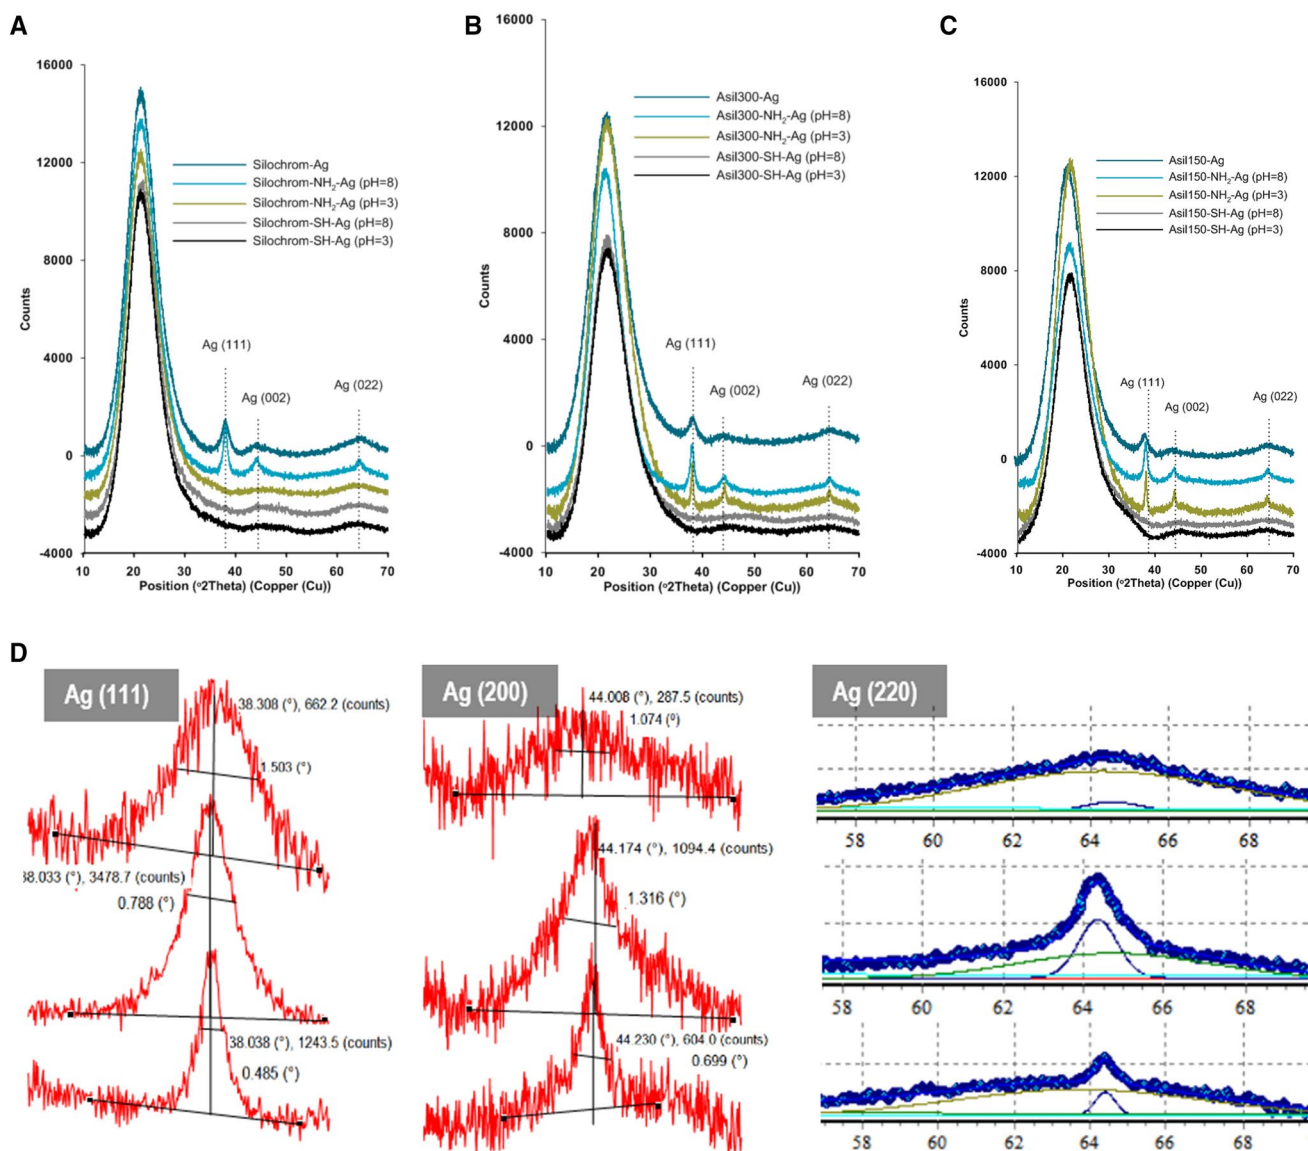 A
16000
12000
8000
4000
0
-4000
Counts
Silochrom-Ag
Silochrom-NH₂-Ag (pH=8)
Silochrom-NH₂-Ag (pH=3)
Silochrom-SH-Ag (pH=8)
Silochrom-SH-Ag (pH=3)
Ag (111)
Ag (002)
Ag (022)
10 20 30 40 50 60 70
Position (°2Theta) (Copper (Cu))
B
16000
12000
8000
4000
0
-4000
Counts
Asil300-Ag
Asil300-NH₂-Ag (pH=8)
Asil300-NH₂-Ag (pH=3)
Asil300-SH-Ag (pH=8)
Asil300-SH-Ag (pH=3)
Ag (111)
Ag (002)
Ag (022)
10 20 30 40 50 60 70
Position (°2Theta) (Copper (Cu))
C
16000
12000
8000
4000
0
-4000
Counts
Asil150-Ag
Asil150-NH₂-Ag (pH=8)
Asil150-NH₂-Ag (pH=3)
Asil150-SH-Ag (pH=8)
Asil150-SH-Ag (pH=3)
Ag (111)
Ag (002)
Ag (022)
10 20 30 40 50 60 70
Position (°2Theta) (Copper (Cu))
D
Ag (111)
38.308 (°), 662.2 (counts)
1.503 (°)
38.033 (°), 3478.7 (counts)
0.788 (°)
38.038 (°), 1243.5 (counts)
0.485 (°)
Ag (200)
44.008 (°), 287.5 (counts)
1.074 (°)
44.174 (°), 1094.4 (counts)
1.316 (°)
44.230 (°), 604.0 (counts)
0.699 (°)
Ag (220)
58 60 62 64 66 68
58 60 62 64 66 68
58 60 62 64 66 68